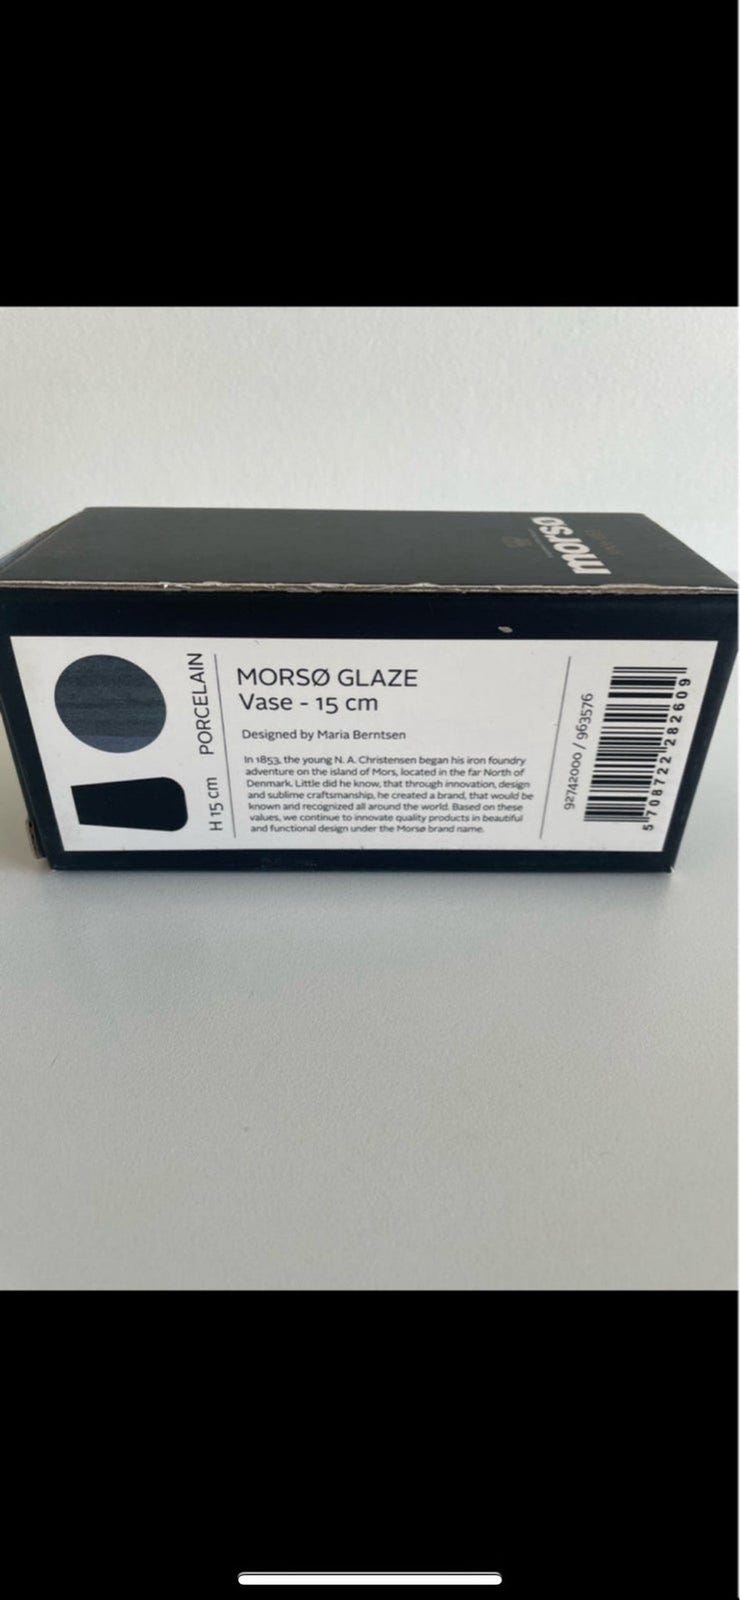 morsø
PORCELAIN
H 15 cm
MORSØ GLAZE
Vase - 15 cm
Designed by Maria Berntsen
In 1853, the young N. A. Christensen began his iron foundry
adventure on the island of Mors, located in the far North of
Denmark. Little did he know, that through innovation, design
and sublime craftsmanship, he created a brand, that would be
known and recognized all around the world. Based on these
values, we continue to innovate quality products in beautiful
and functional design under the Morsø brand name.
92742000 / 963576
5 708722 282609